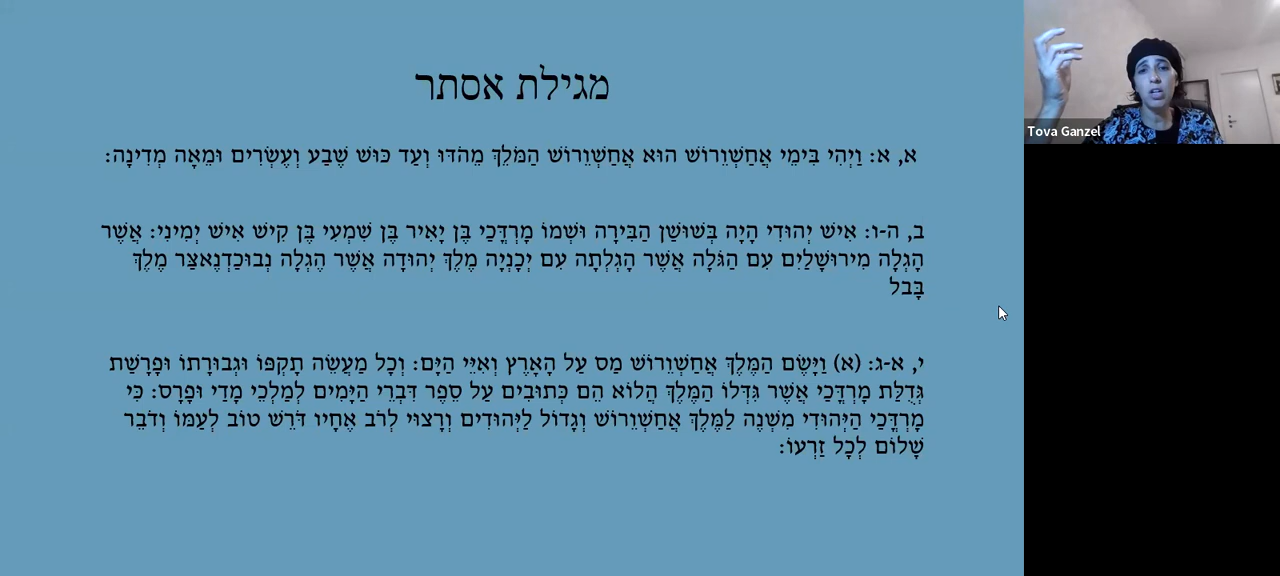 מגילת אסתר
א, א: וַיְהִי בִּימֵי אֲחַשְׁוֵרוֹשׁ הוּא אֲחַשְׁוֵרוֹשׁ הַמֹּלֵךְ מֵהֹדּוּ וְעַד כּוּשׁ שֶׁבַע וְעֶשְׂרִים וּמֵאָה מְדִינָה:
ב, ה-ו: אִישׁ יְהוּדִי הָיָה בְּשׁוּשַׁן הַבִּירָה וּשְׁמוֹ מָרְדֳּכַי בֶּן יָאִיר בֶּן שִׁמְעִי בֶּן קִישׁ אִישׁ יְמִינִי: אֲשֶׁר
הָגְלָה מִירוּשָׁלַיִם עִם הַגֹּלָה אֲשֶׁר הָגְלְתָה עִם יְכָנְיָה מֶלֶךְ יְהוּדָה אֲשֶׁר הֶגְלָה נְבוּכַדְנֶאצַּר מֶלֶךְ
בָּבֶל
י, א-ג: (א) וַיָּשֶׂם הַמֶּלֶךְ אֲחַשְׁוֵרוֹשׁ מַס עַל הָאָרֶץ וְאִיֵּי הַיָּם: וְכָל מַעֲשֵׂה תָקְפּוֹ וּגְבוּרָתוֹ וּפָרָשַׁת
גְּדֻלַּת מָרְדֳּכַי אֲשֶׁר גִּדְּלוֹ הַמֶּלֶךְ הֲלוֹא הֵם כְּתוּבִים עַל סֵפֶר דִּבְרֵי הַיָּמִים לְמַלְכֵי מָדַי וּפָרָס: כִּי
מָרְדֳּכַי הַיְּהוּדִי מִשְׁנֶה לַמֶּלֶךְ אֲחַשְׁוֵרוֹשׁ וְגָדוֹל לַיְּהוּדִים וְרָצוּי לְרֹב אֶחָיו דֹּרֵשׁ טוֹב לְעַמּוֹ וְדֹבֵר
שָׁלוֹם לְכָל זַרְעוֹ:
Tova Ganzel